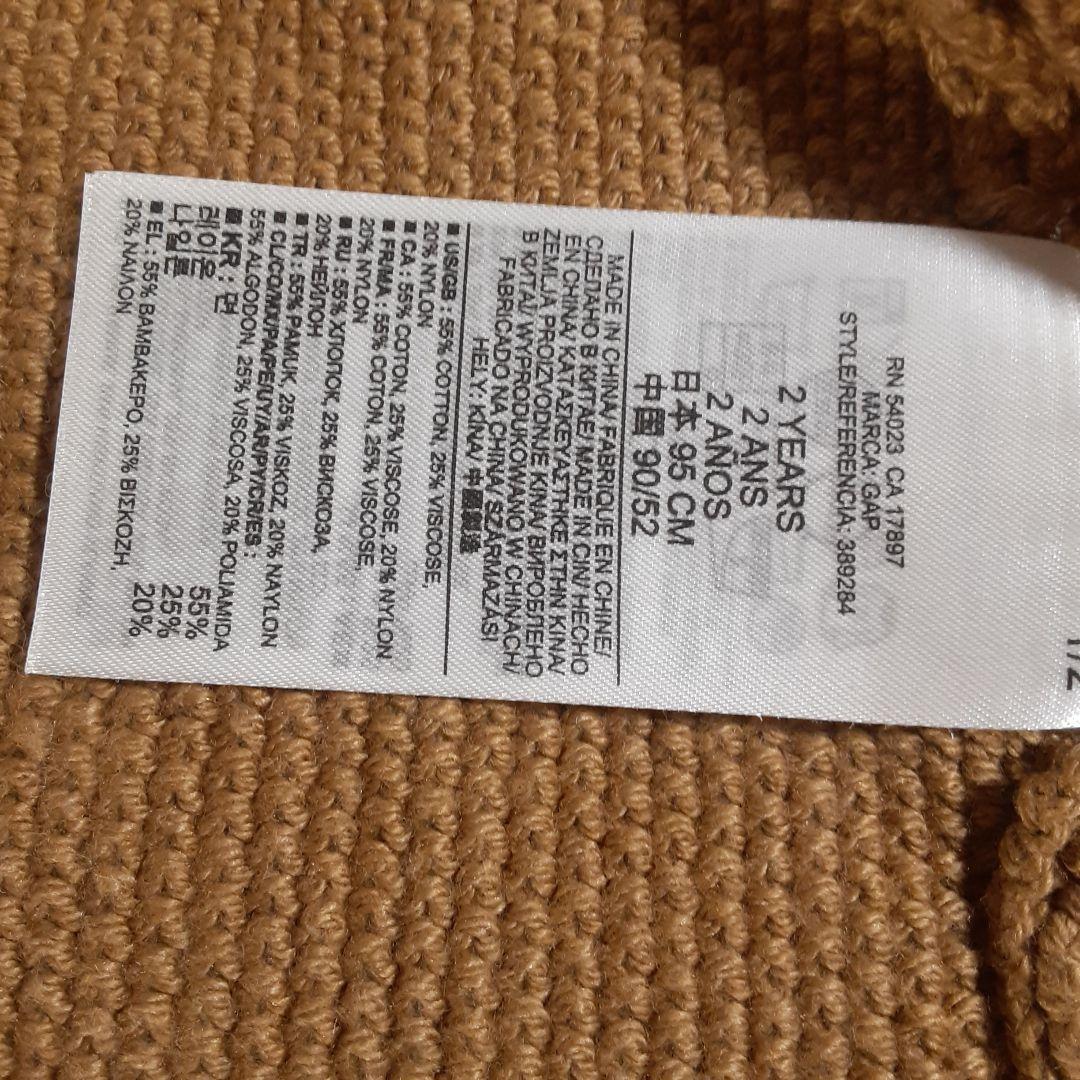 1/2
RN 54023 CA 17897
MARCA: GAP
STYLE/REFERENCIA: 389284
2 YEARS
2 ANS
2 AÑOS
日本 95 CM
中国 90/52
MADE IN CHINA/ FABRIQUE EN CHINE/
СДЕЛАНО В КИТАЕ/ MADE IN CIN/ HECHO
EN CHINA/ ΚΑΤΑΣΚΕΥΑΣΤΗΚΕ ΣΤΗΝ ΚΙΝΑ/
ZEMLJA PROIZVODNJE KINA/ ВИРОБЛЕНО
В КИТАЇ/ WYPRODUKOWANO W CHINACH/
FABRICADO NA CHINA/ SZÁRMAZÁSI
HELY: KÍNA/ 中國製造
■ US/GB : 55% COTTON, 25% VISCOSE,
20% NYLON
■ CA : 55% COTON, 25% VISCOSE, 20% NYLON
■ FR/MA : 55% COTON, 25% VISCOSE,
20% NYLON
■ RU : 55% ХЛОПОК, 25% ВИСКОЗА,
20% НЕЙЛОН
■ TR : 55% PAMUK, 25% VISKOZ, 20% NAYLON
■ CL/CO/MX/PA/PE/UY/AR/PY/CR/ES :
55% ALGODON, 25% VISCOSA, 20% POLIAMIDA
■ KR : 면 55%
레이온 25%
나일론 20%
■ EL : 55% ΒΑΜΒΑΚΕΡΟ, 25% ΒΙΣΚΟΖΗ,
20% ΝΑΙΛΟΝ